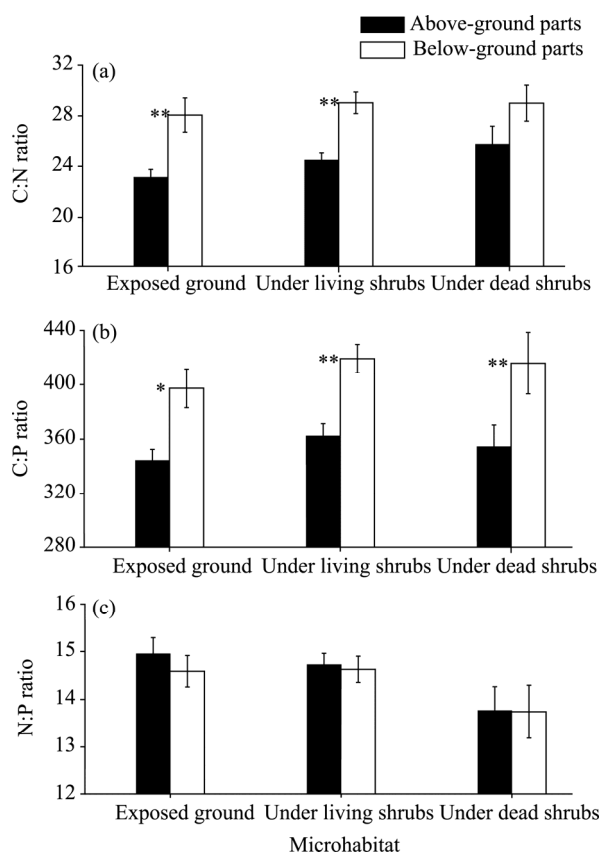 Above-ground parts
Below-ground parts
(a)
32
28
24
20
16
C:N ratio
**
**
Exposed ground Under living shrubs Under dead shrubs
(b)
440
400
360
320
280
C:P ratio
*
**
**
Exposed ground Under living shrubs Under dead shrubs
(c)
16
15
14
13
12
N:P ratio
Exposed ground Under living shrubs Under dead shrubs
Microhabitat